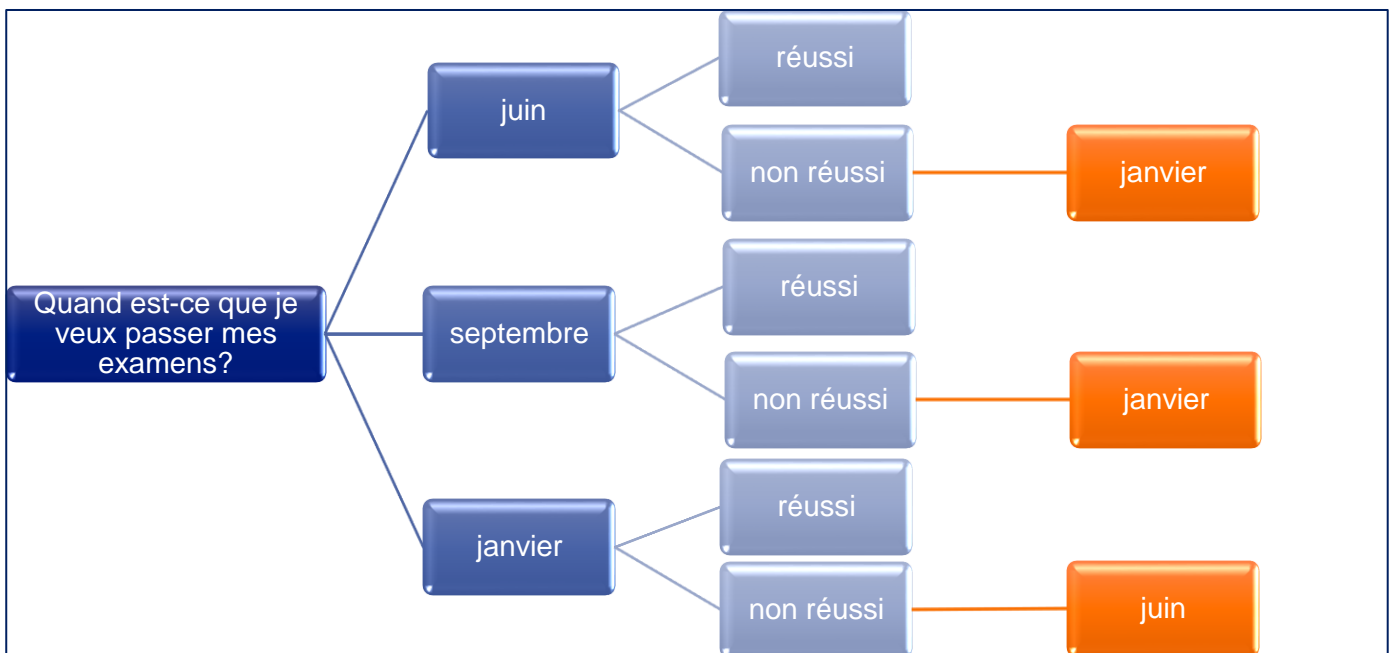 réussi
juin
non réussi
janvier
réussi
Quand est-ce que je
veux passer mes
examens?
septembre
non réussi
janvier
réussi
janvier
non réussi
juin